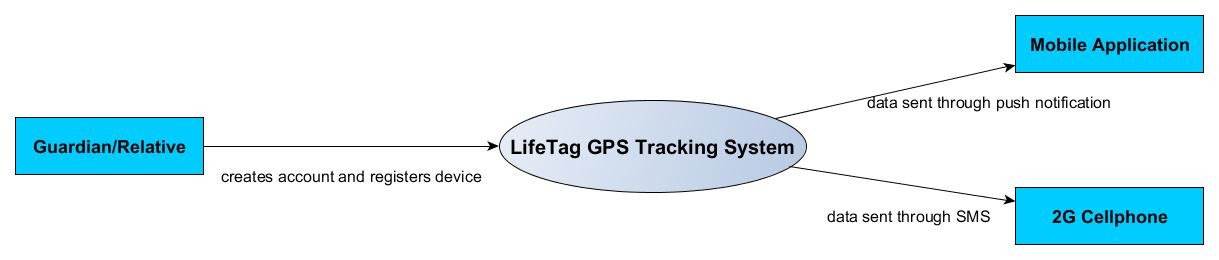 Mobile Application
data sent through push notification
Guardian/Relative
LifeTag GPS Tracking System
creates account and registers device
data sent through SMS
2G Cellphone